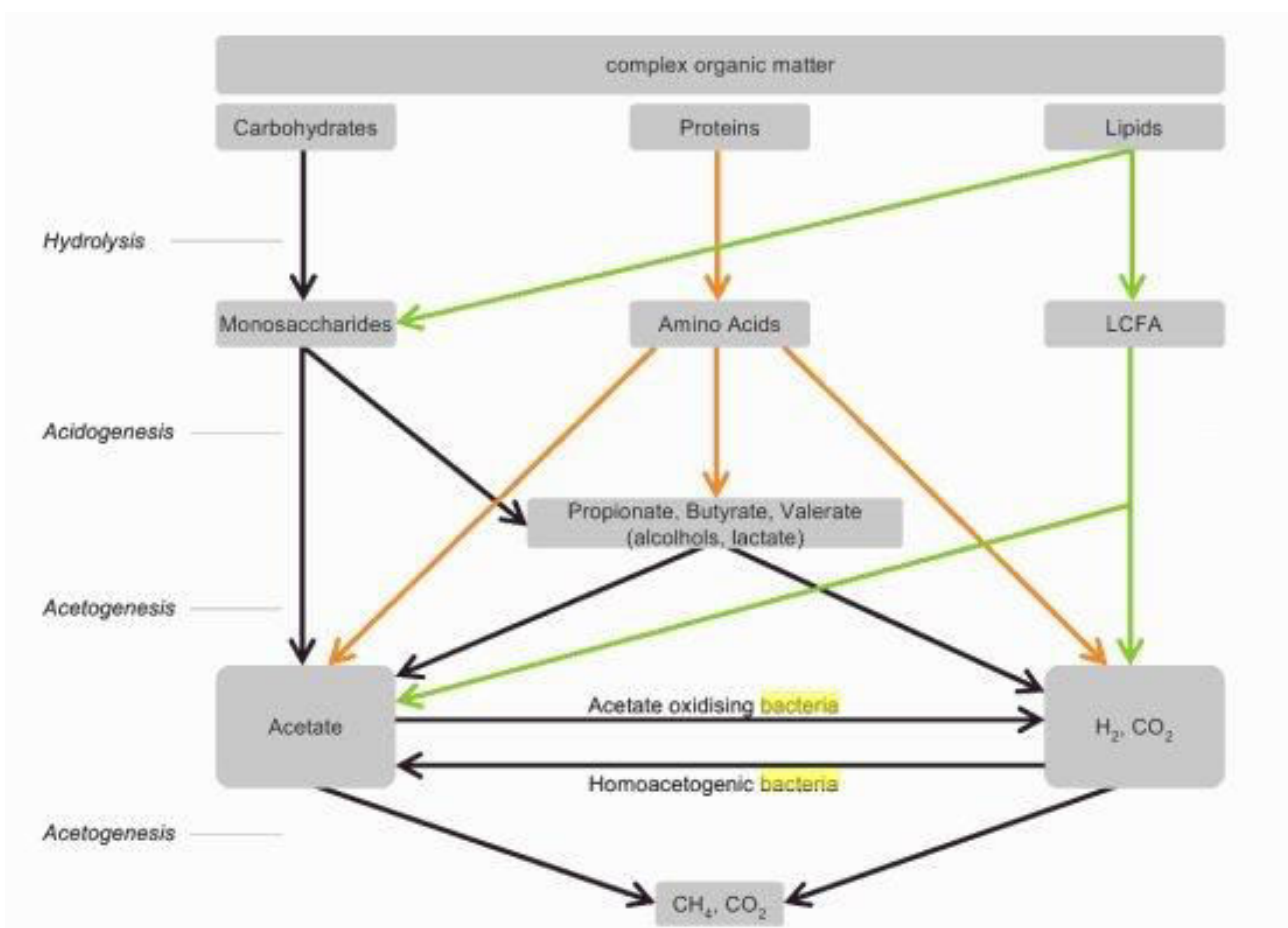 complex organic matter
Carbohydrates
Proteins
Lipids
Hydrolysis
Monosaccharides
Amino Acids
LCFA
Acidogenesis
Propionate, Butyrate, Valerate
(alcolhols, lactate)
Acetogenesis
Acetate oxidising bacteria
Acetate
H₂, CO₂
Homoacetogenic bacteria
Acetogenesis
CH₄, CO₂